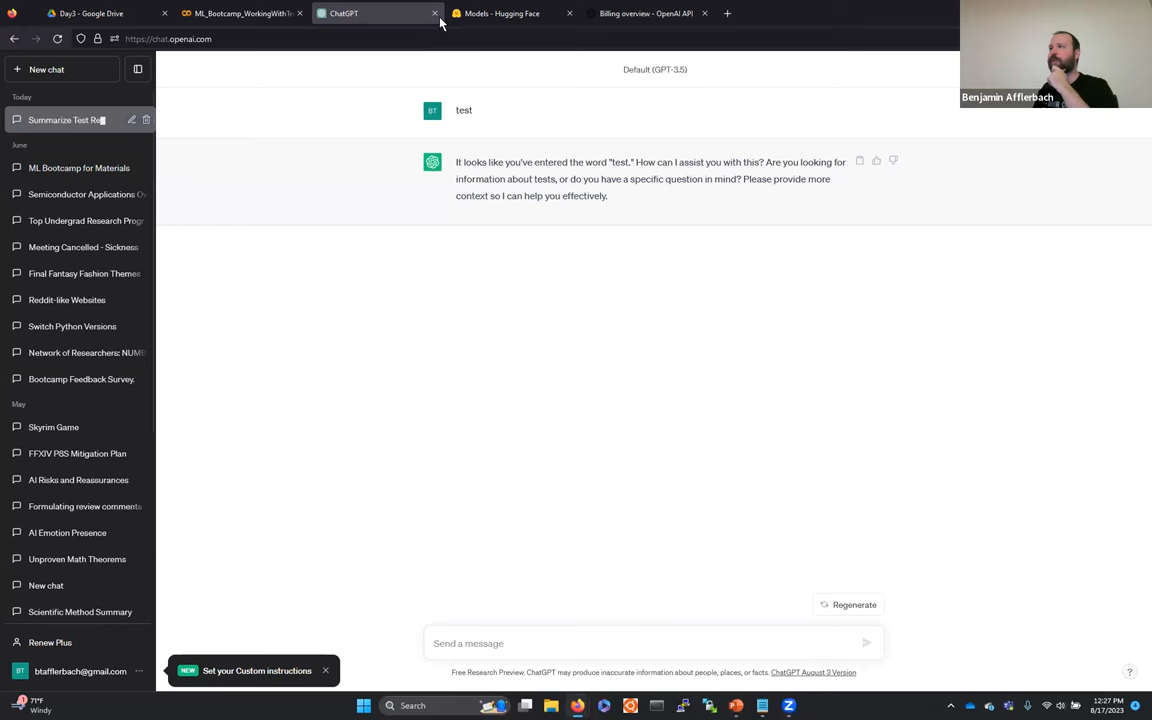 Day3 - Google Drive
ML_Bootcamp_WorkingWithTe
ChatGPT
Models - Hugging Face
Billing overview - OpenAI API
https://chat.openai.com
Benjamin Afflerbach
New chat
Default (GPT-3.5)
Today
Summarize Test Re
June
ML Bootcamp for Materials
Semiconductor Applications Ov
Top Undergrad Research Progr
Meeting Cancelled - Sickness
Final Fantasy Fashion Themes
Reddit-like Websites
Switch Python Versions
Network of Researchers: NUMB
Bootcamp Feedback Survey.
May
Skyrim Game
FFXIV P8S Mitigation Plan
AI Risks and Reassurances
Formulating review comments
AI Emotion Presence
Unproven Math Theorems
New chat
Scientific Method Summary
Renew Plus
BT btafflerbach@gmail.com
BT test
It looks like you've entered the word "test." How can I assist you with this? Are you looking for
information about tests, or do you have a specific question in mind? Please provide more
context so I can help you effectively.
Regenerate
Send a message
NEW Set your Custom instructions
Free Research Preview. ChatGPT may produce inaccurate information about people, places, or facts. ChatGPT August 3 Version
?
1
71°F
Windy
Search
12:27 PM
8/17/2023